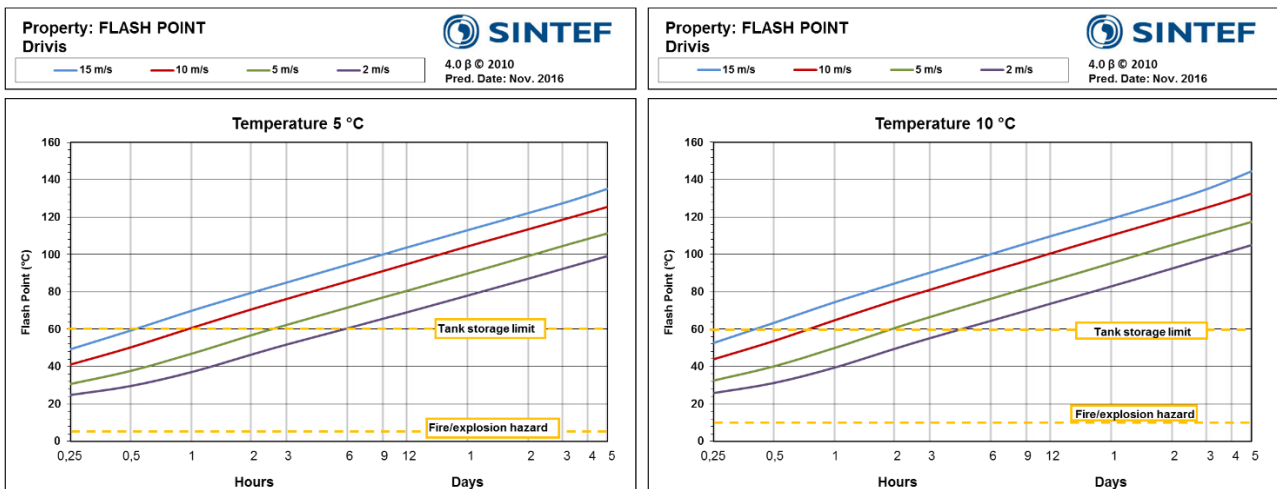 Property: FLASH POINT
Drivis
SINTEF
15 m/s 10 m/s 5 m/s 2 m/s
4.0 β © 2010
Pred. Date: Nov. 2016
Temperature 5 °C
Flash Point (°C)
160
140
120
100
80
60
40
20
0
Tank storage limit
Fire/explosion hazard
0,25 0,5 1 2 3 6 9 12 1 2 3 4 5
Hours Days
Property: FLASH POINT
Drivis
SINTEF
15 m/s 10 m/s 5 m/s 2 m/s
4.0 β © 2010
Pred. Date: Nov. 2016
Temperature 10 °C
Flash Point (°C)
160
140
120
100
80
60
40
20
0
Tank storage limit
Fire/explosion hazard
0,25 0,5 1 2 3 6 9 12 1 2 3 4 5
Hours Days